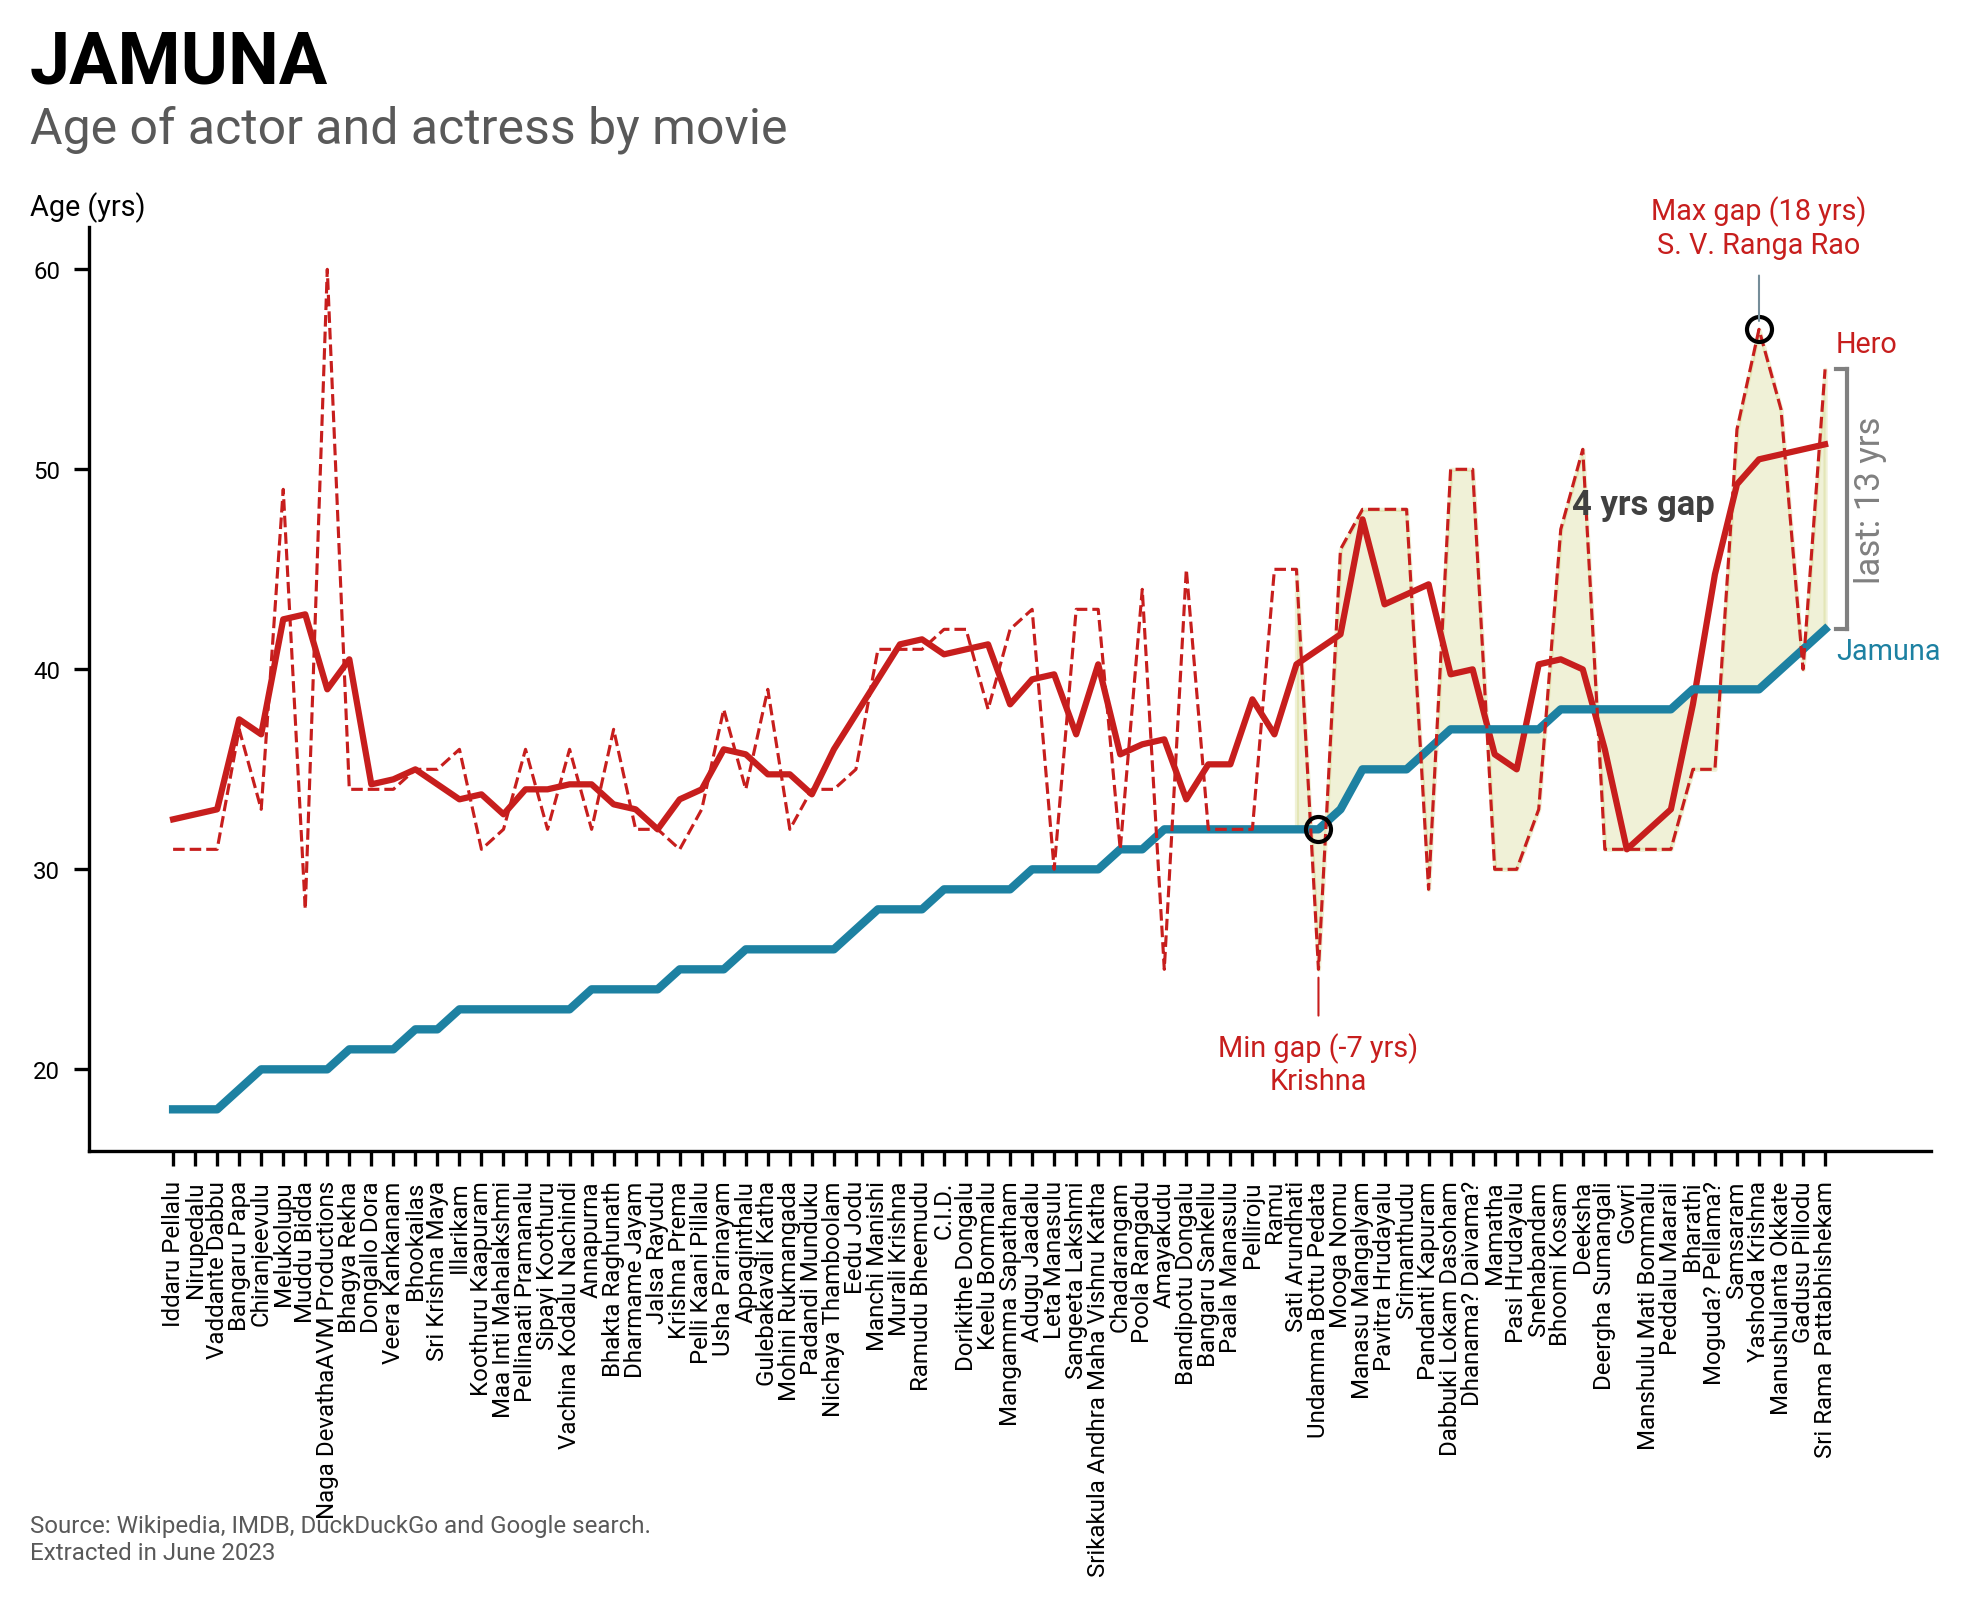 JAMUNA
Age of actor and actress by movie
Age (yrs)
Max gap (18 yrs)
S. V. Ranga Rao
60
Hero
50
4 yrs gap
last: 13 yrs
40
Jamuna
30
Min gap (-7 yrs)
Krishna
20
Iddaru Pellalu
Nirupedalu
Vaddante Dabbu
Bangaru Papa
Chiranjeevulu
Melukolupu
Muddu Bidda
Naga DevathaAVM Productions
Bhagya Rekha
Dongallo Dora
Veera Kankanam
Bhookailas
Sri Krishna Maya
Illarikam
Koothuru Kaapuram
Maa Inti Mahalakshmi
Pellinaati Pramanalu
Sipayi Koothuru
Vachina Kodalu Nachindi
Annapurna
Bhakta Raghunath
Dharmame Jayam
Jalsa Rayudu
Krishna Prema
Pelli Kaani Pillalu
Usha Parinayam
Appaginthalu
Gulebakavali Katha
Mohini Rukmangada
Padandi Munduku
Nichaya Thamboolam
Eedu Jodu
Manchi Manishi
Murali Krishna
Ramudu Bheemudu
C.I.D.
Dorikithe Dongalu
Keelu Bommalu
Mangamma Sapatham
Adugu Jaadalu
Leta Manasulu
Sangeeta Lakshmi
Srikakula Andhra Maha Vishnu Katha
Chadarangam
Poola Rangadu
Amayakudu
Bandipotu Dongalu
Bangaru Sankellu
Paala Manasulu
Pelliroju
Ramu
Sati Arundhati
Undamma Bottu Pedata
Mooga Nomu
Manasu Mangalyam
Pavitra Hrudayalu
Srimanthudu
Pandanti Kapuram
Dabbuki Lokam Dasoham
Dhanama? Daivama?
Mamatha
Pasi Hrudayalu
Snehabandam
Bhoomi Kosam
Deeksha
Deergha Sumangali
Gowri
Manshulu Mati Bommalu
Peddalu Maarali
Bharathi
Moguda? Pellama?
Samsaram
Yashoda Krishna
Manushulanta Okkate
Gadusu Pillodu
Sri Rama Pattabhishekam
Source: Wikipedia, IMDB, DuckDuckGo and Google search.
Extracted in June 2023